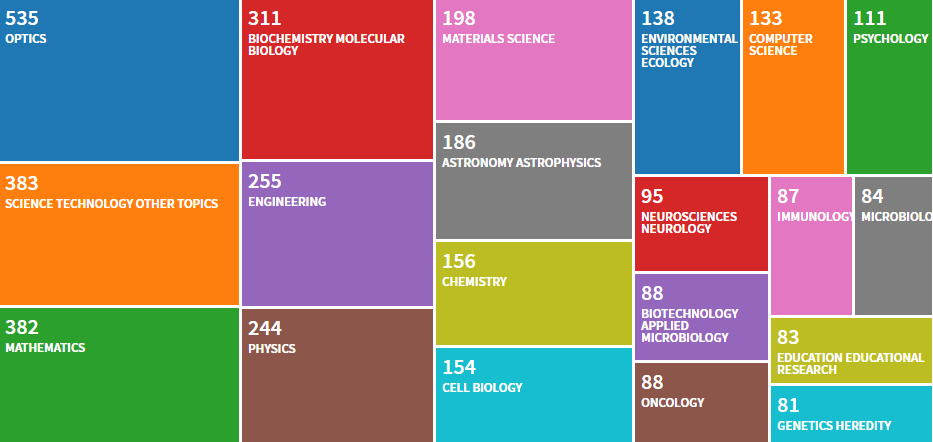 535
OPTICS
383
SCIENCE TECHNOLOGY OTHER TOPICS
382
MATHEMATICS
311
BIOCHEMISTRY MOLECULAR
BIOLOGY
255
ENGINEERING
244
PHYSICS
198
MATERIALS SCIENCE
186
ASTRONOMY ASTROPHYSICS
156
CHEMISTRY
154
CELL BIOLOGY
138
ENVIRONMENTAL
SCIENCES
ECOLOGY
133
COMPUTER
SCIENCE
111
PSYCHOLOGY
95
NEUROSCIENCES
NEUROLOGY
88
BIOTECHNOLOGY
APPLIED
MICROBIOLOGY
88
ONCOLOGY
87
IMMUNOLOGY
84
MICROBIOLO
83
EDUCATION EDUCATIONAL
RESEARCH
81
GENETICS HEREDITY